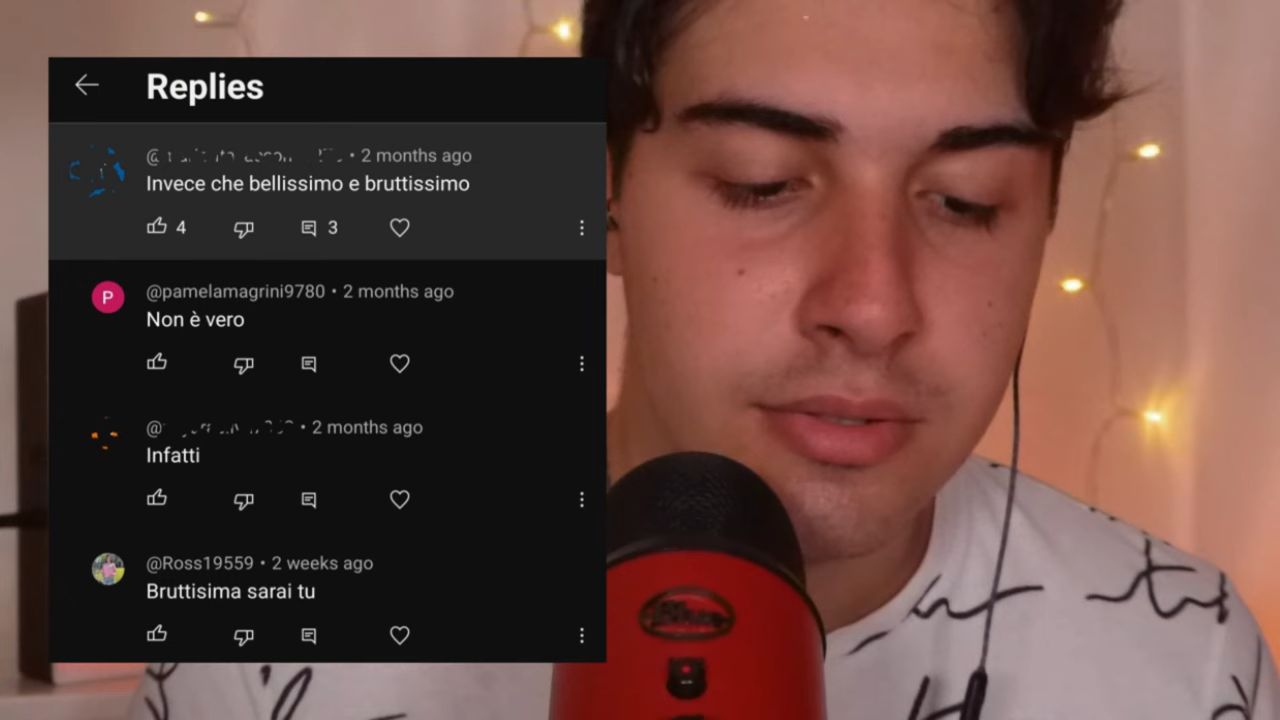 Replies
• 2 months ago
Invece che bellissimo e bruttissimo
4
3
P
@pamelamagrini9780 • 2 months ago
Non è vero
• 2 months ago
Infatti
@Ross19559 • 2 weeks ago
Bruttisima sarai tu